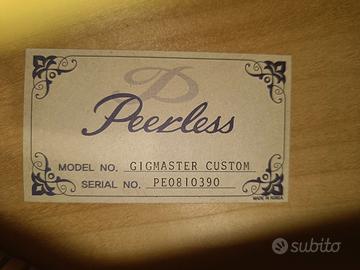 Peerless
MODEL NO. GIGMASTER CUSTOM
SERIAL NO. PE0810390
MADE IN KOREA
subito